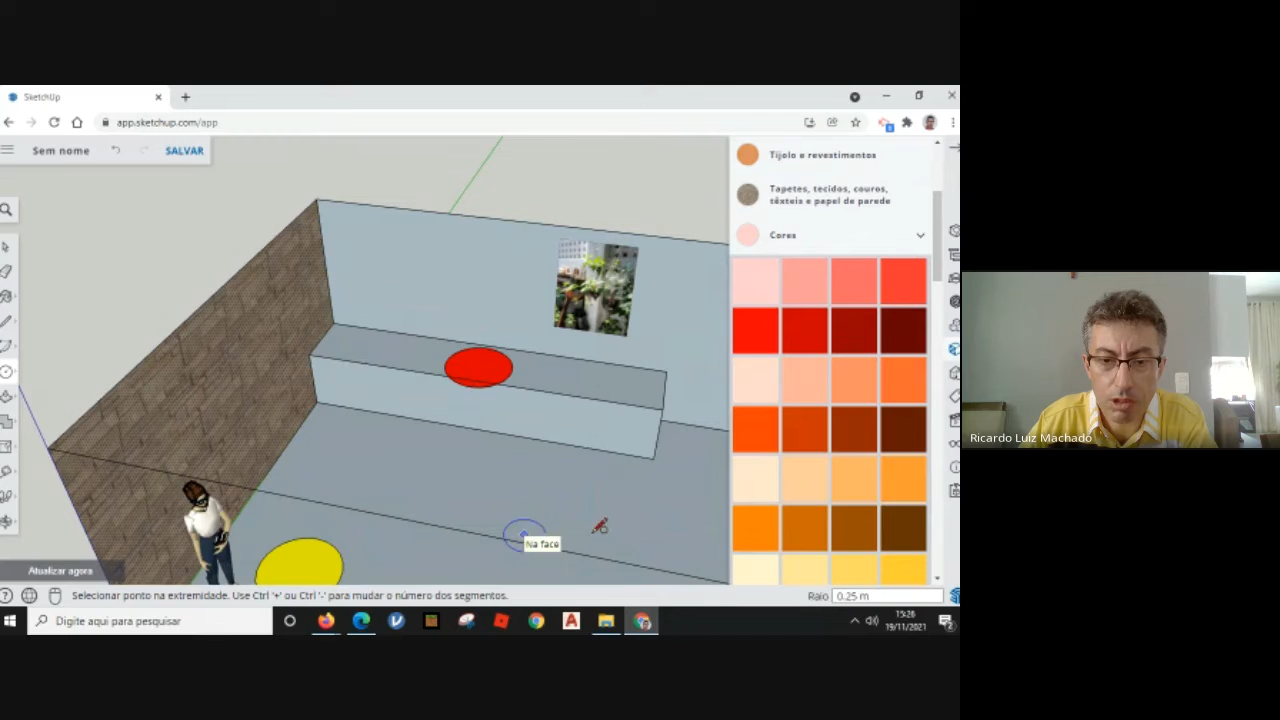 SketchUp
app.sketchup.com/app
Sem nome
SALVAR
Tijolo e revestimentos
Tapetes, tecidos, couros,
têxteis e papel de parede
Cores
Na face
Ricardo Luiz Machado
Atualizar agora
Selecionar ponto na extremidade. Use Ctrl '+' ou Ctrl '-' para mudar o número dos segmentos.
Raio
0.25 m
Digite aqui para pesquisar
15:26
19/11/2021